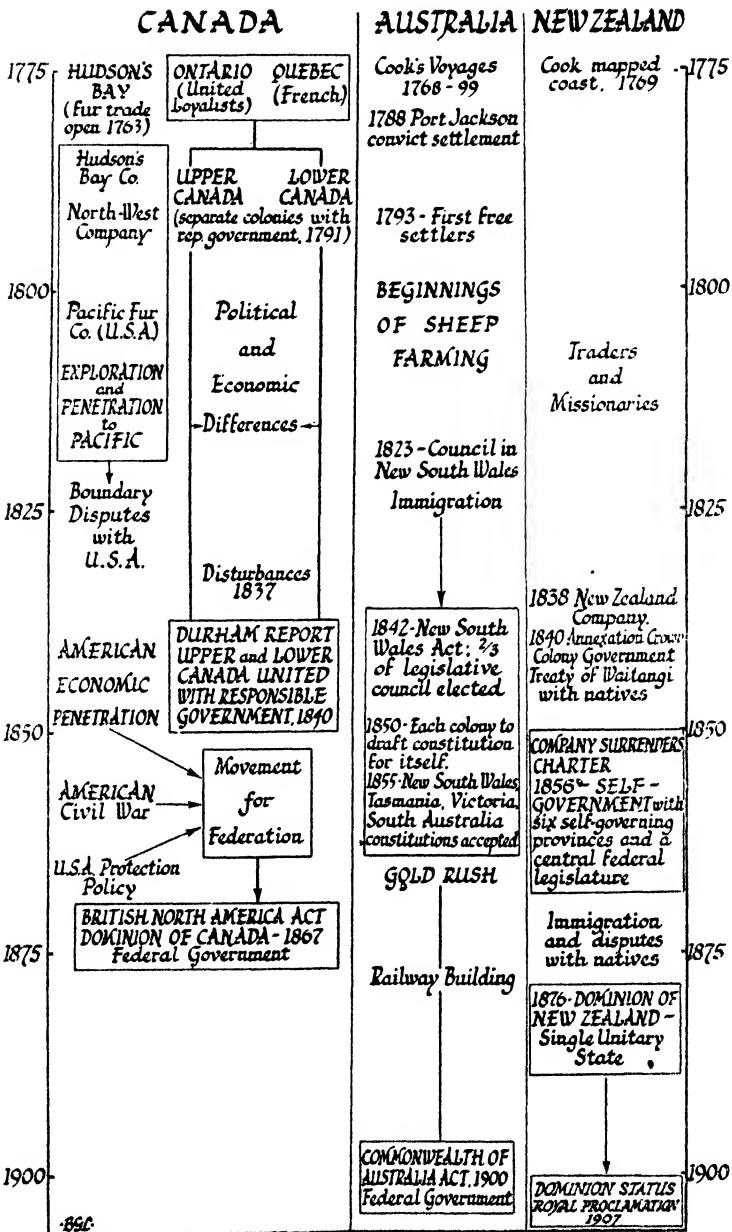 CANADA
AUSTRALIA
NEW ZEALAND
1775
HUDSON'S
BAY
(fur trade
open 1763)
ONTARIO QUEBEC
(United (French)
Loyalists)
Hudson's
Bay Co.
North-West
Company
UPPER LOWER
CANADA CANADA
(separate colonies with
rep. government, 1791)
1800
Pacific Fur
Co. (U.S.A)
EXPLORATION
and
PENETRATION
to
PACIFIC
Political
and
Economic
Differences
1825
Boundary
Disputes
with
U.S.A.
Disturbances
1837
AMERICAN
ECONOMIC
PENETRATION
DURHAM REPORT
UPPER and LOWER
CANADA UNITED
WITH RESPONSIBLE
GOVERNMENT, 1840
1850
AMERICAN
Civil War
Movement
for
Federation
U.S.A. Protection
Policy
BRITISH NORTH AMERICA ACT
DOMINION OF CANADA - 1867
Federal Government
1875
1900
·BGC·
Cook's Voyages
1768-99
1788 Port Jackson
convict settlement
1793 - First free
settlers
BEGINNINGS
OF SHEEP
FARMING
1823 - Council in
New South Wales
Immigration
1842-New South
Wales Act; 2/3
of legislative
council elected
1850-Each colony to
draft constitution
for itself.
1855-New South Wales,
Tasmania, Victoria,
South Australia
constitutions accepted
GOLD RUSH
Railway Building
COMMONWEALTH OF
AUSTRALIA ACT, 1900
Federal Government
Cook mapped
coast, 1769
1775
1800
Traders
and
Missionaries
1825
1838 New Zealand
Company.
1840 Annexation Crown
Colony Government
Treaty of Waitangi
with natives
1850
COMPANY SURRENDERS
CHARTER
1856 - SELF-
GOVERNMENT with
six self-governing
provinces and a
central federal
legislature
Immigration
and disputes
with natives
1875
1876-DOMINION OF
NEW ZEALAND -
Single Unitary
State
1900
DOMINION STATUS
ROYAL PROCLAMATION
1907